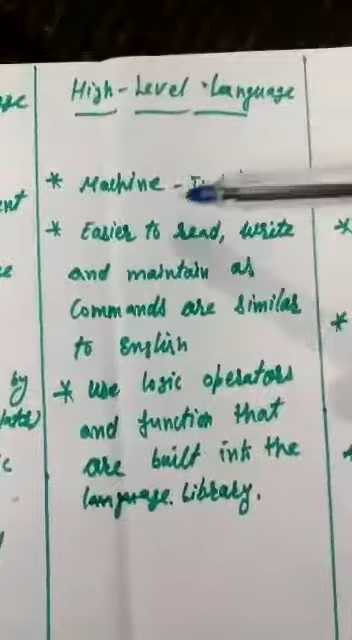 High-Level Language
* Machine -
* Easier to read, write
and maintain as
Commands are similar
to English
* Use logic operators
and function that
are built into the
language library.
by